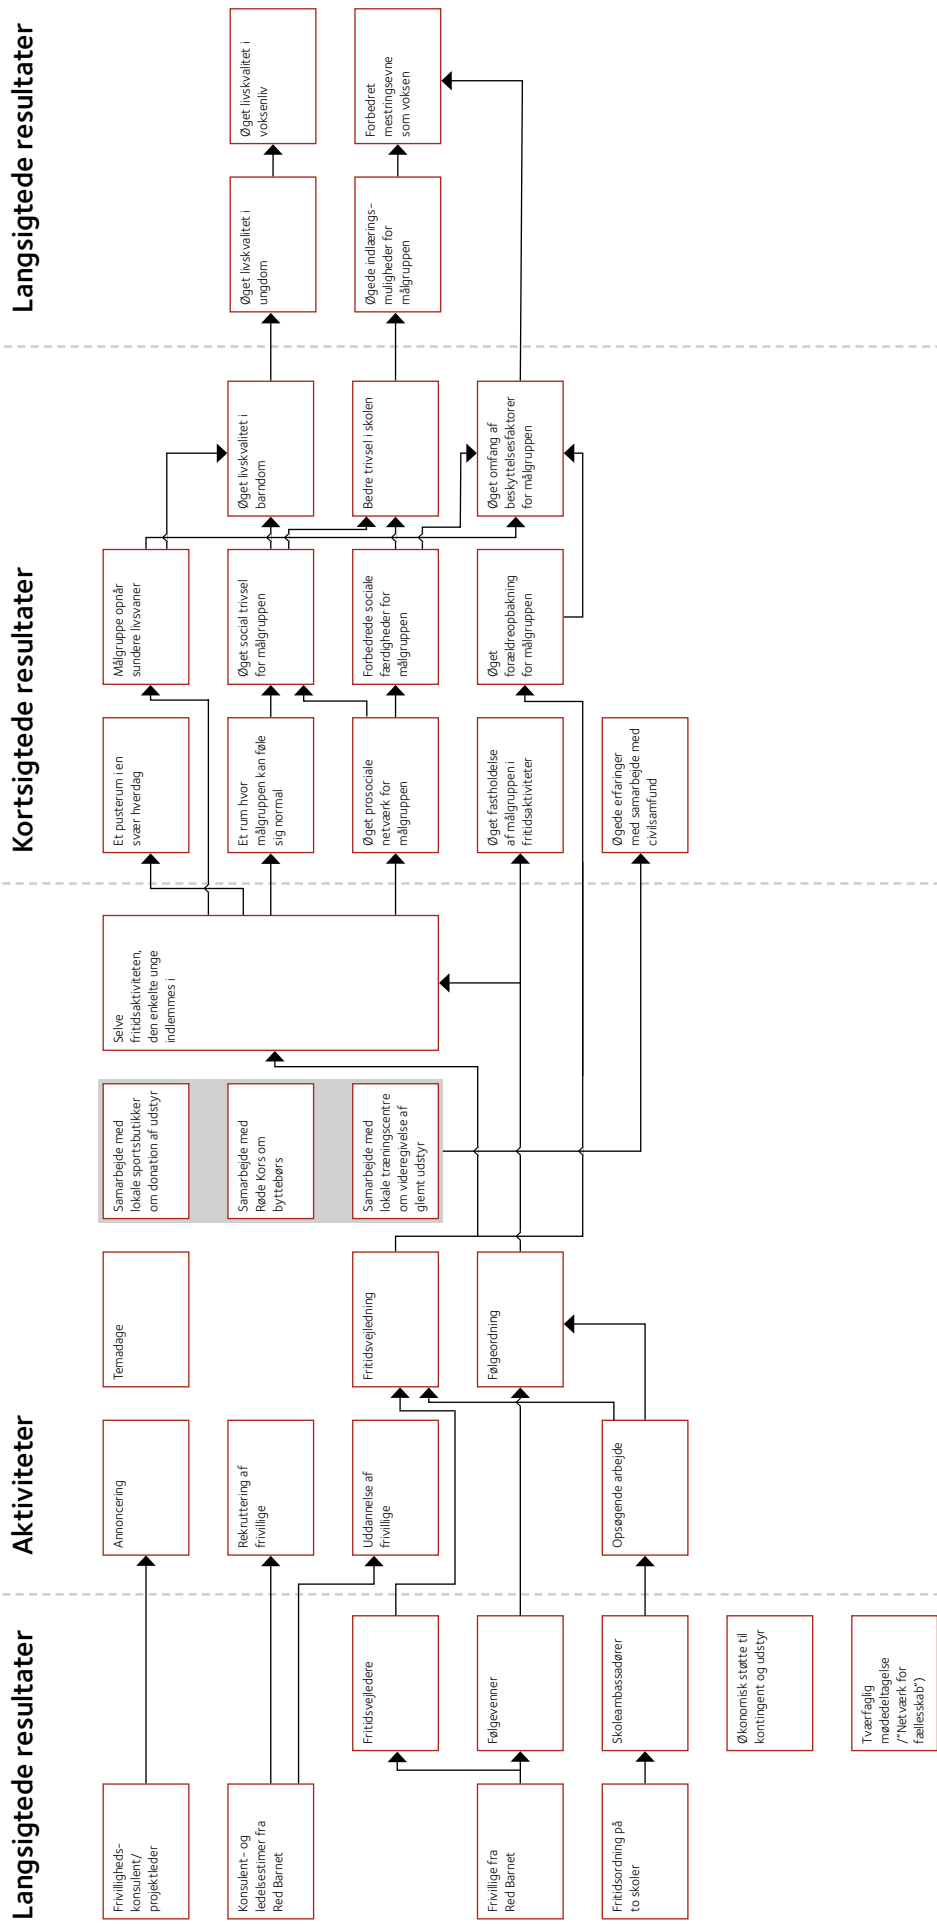 Langsigtede resultater
Aktiviteter
Kortsigtede resultater
Langsigtede resultater
Frivilligheds-
konsulent/
projektleder
Konsulent- og
ledelsestimer fra
Red Barnet
Frivillige fra
Red Barnet
Fritidsordning på
to skoler
Fritidsvejledere
Følgevenner
Skoleambassadører
Økonomisk støtte til
kontingent og udstyr
Tværfaglig
mødedeltagelse
/"Netværk for
fællesskab")
Annoncering
Rekruttering af
frivillige
Uddannelse af
frivillige
Opsøgende arbejde
Temadage
Fritidsvejledning
Følgeordning
Samarbejde med
lokale sportsbutikker
om donation af udstyr
Samarbejde med
Røde Kors om
byttebørs
Samarbejde med
lokale træningscentre
om videregivelse af
glemt udstyr
Selve
fritidsaktiviteten,
den enkelte unge
indlemmes i
Et pusterum i en
svær hverdag
Et rum hvor
målgruppen kan føle
sig normal
Øget prosociale
netværk for
målgruppen
Øget fastholdelse
af målgruppen i
fritidsaktiviteter
Øgede erfaringer
med samarbejde med
civilsamfund
Målgruppe opnår
sundere livsvaner
Øget social trivsel
for målgruppen
Forbedrede sociale
færdigheder for
målgruppen
Øget
forældreopbakning
for målgruppen
Øget livskvalitet i
barndom
Bedre trivsel i skolen
Øget omfang af
beskyttelsesfaktorer
for målgruppen
Øget livskvalitet i
ungdom
Øgede indlærings-
muligheder for
målgruppen
Øget livskvalitet i
voksenliv
Forbedret
mestringsevne
som voksen